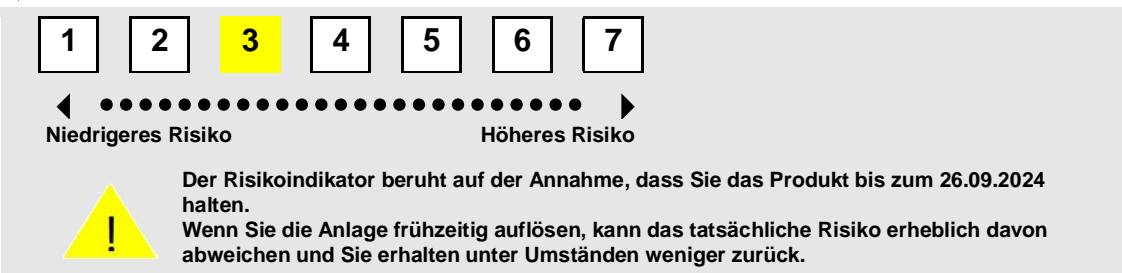 1 2 3 4 5 6 7
Niedrigeres Risiko Höheres Risiko
Der Risikoindikator beruht auf der Annahme, dass Sie das Produkt bis zum 26.09.2024
halten.
Wenn Sie die Anlage frühzeitig auflösen, kann das tatsächliche Risiko erheblich davon
abweichen und Sie erhalten unter Umständen weniger zurück.
!